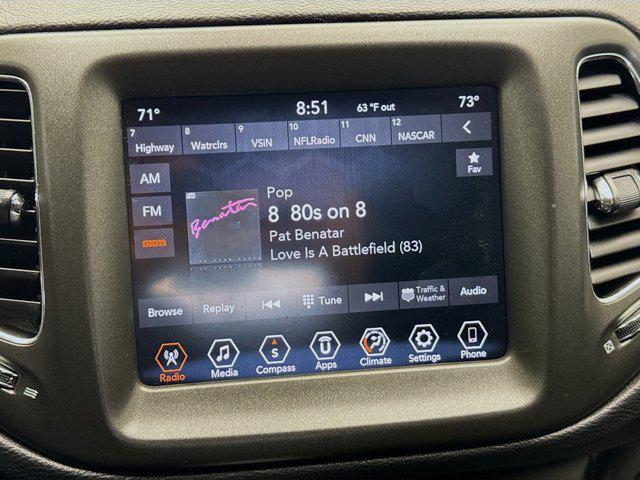 71°
8:51
63 °F out
73°
7 Highway
8 Watrclrs
9 VSiN
10 NFLRadio
11 CNN
12 NASCAR
AM
FM
SXM
Fav
Benatar
Pop
8 80s on 8
Pat Benatar
Love Is A Battlefield (83)
Browse
Replay
Tune
Traffic &
Weather
Audio
Radio
Media
S
Compass
U
Apps
Climate
Settings
Phone